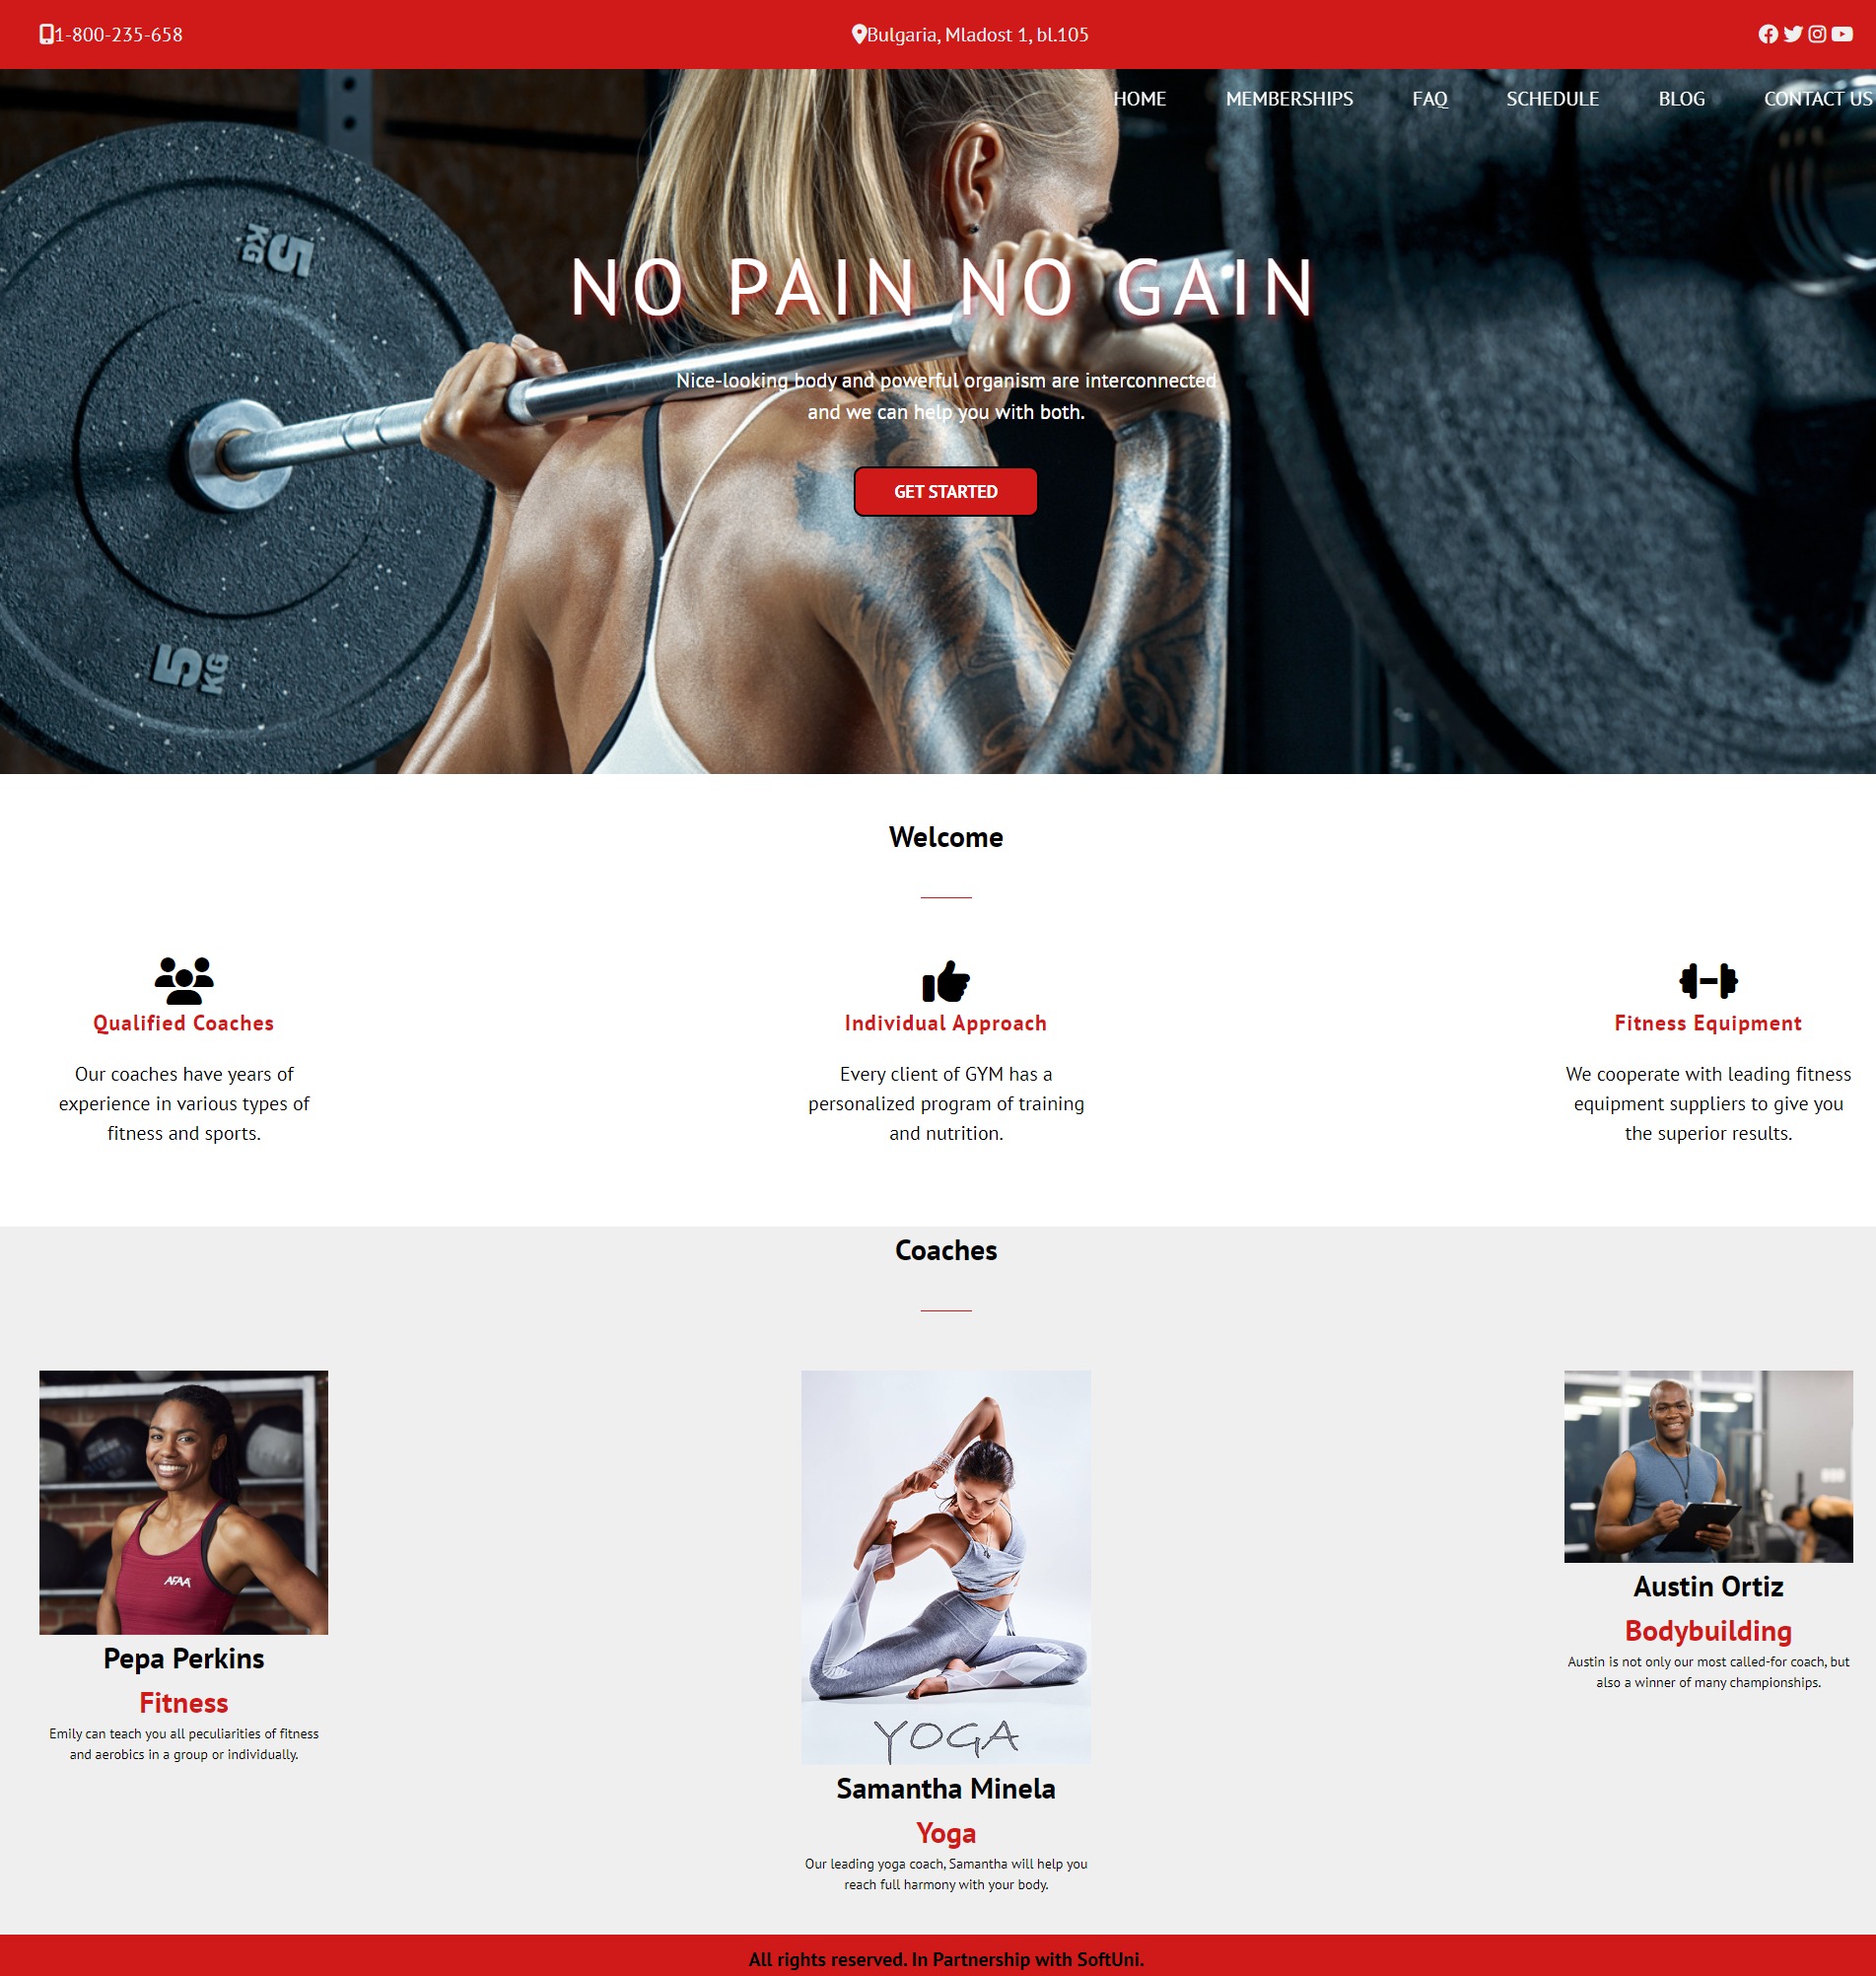 1-800-235-658
Bulgaria, Mladost 1, bl.105
HOME MEMBERSHIPS FAQ SCHEDULE BLOG CONTACT US
5 KG
NO PAIN NO GAIN
Nice-looking body and powerful organism are interconnected
and we can help you with both.
GET STARTED
5 KG
Welcome
Qualified Coaches
Our coaches have years of
experience in various types of
fitness and sports.
Individual Approach
Every client of GYM has a
personalized program of training
and nutrition.
Fitness Equipment
We cooperate with leading fitness
equipment suppliers to give you
the superior results.
Coaches
AFAA
Pepa Perkins
Fitness
Emily can teach you all peculiarities of fitness
and aerobics in a group or individually.
YOGA
Samantha Minela
Yoga
Our leading yoga coach, Samantha will help you
reach full harmony with your body.
Austin Ortiz
Bodybuilding
Austin is not only our most called-for coach, but
also a winner of many championships.
All rights reserved. In Partnership with SoftUni.